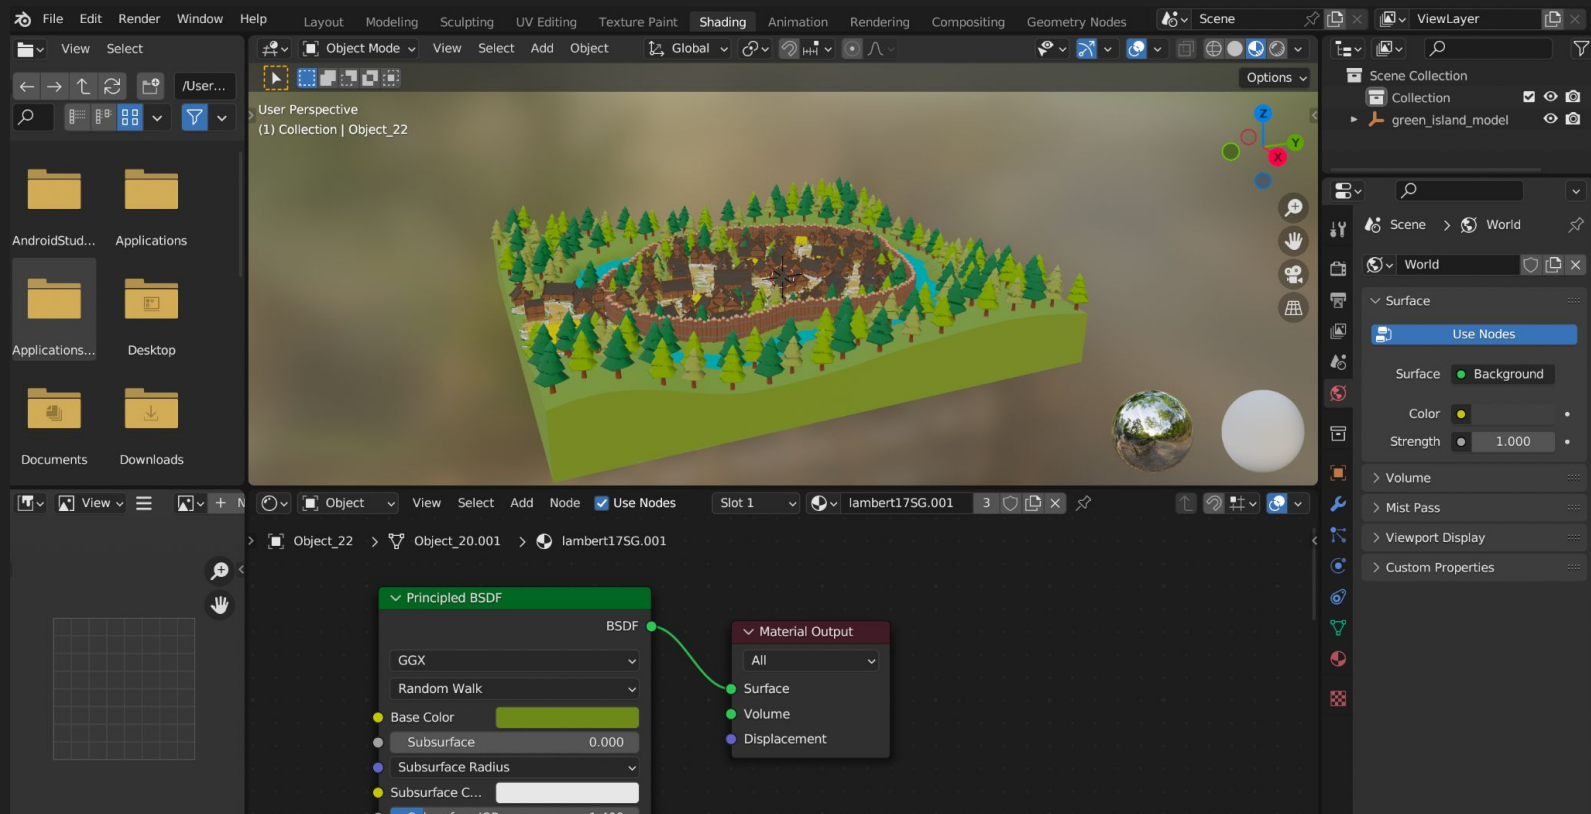 File Edit Render Window Help Layout Modeling Sculpting UV Editing Texture Paint Shading Animation Rendering Compositing Geometry Nodes Scene ViewLayer
View Select
/User...
AndroidStud... Applications
Applications... Desktop
Documents Downloads
Object Mode View Select Add Object Global
Options
User Perspective
(1) Collection | Object_22
Z
Y
X
Scene Collection
Collection
green_island_model
Scene > World
World
Surface
Use Nodes
Surface Background
Color
Strength 1.000
Volume
Mist Pass
Viewport Display
Custom Properties
View
Object View Select Add Node Use Nodes Slot 1 lambert17SG.001 3
Object_22 > Object_20.001 > lambert17SG.001
Principled BSDF
BSDF
GGX
Random Walk
Base Color
Subsurface 0.000
Subsurface Radius
Subsurface C...
Material Output
All
Surface
Volume
Displacement